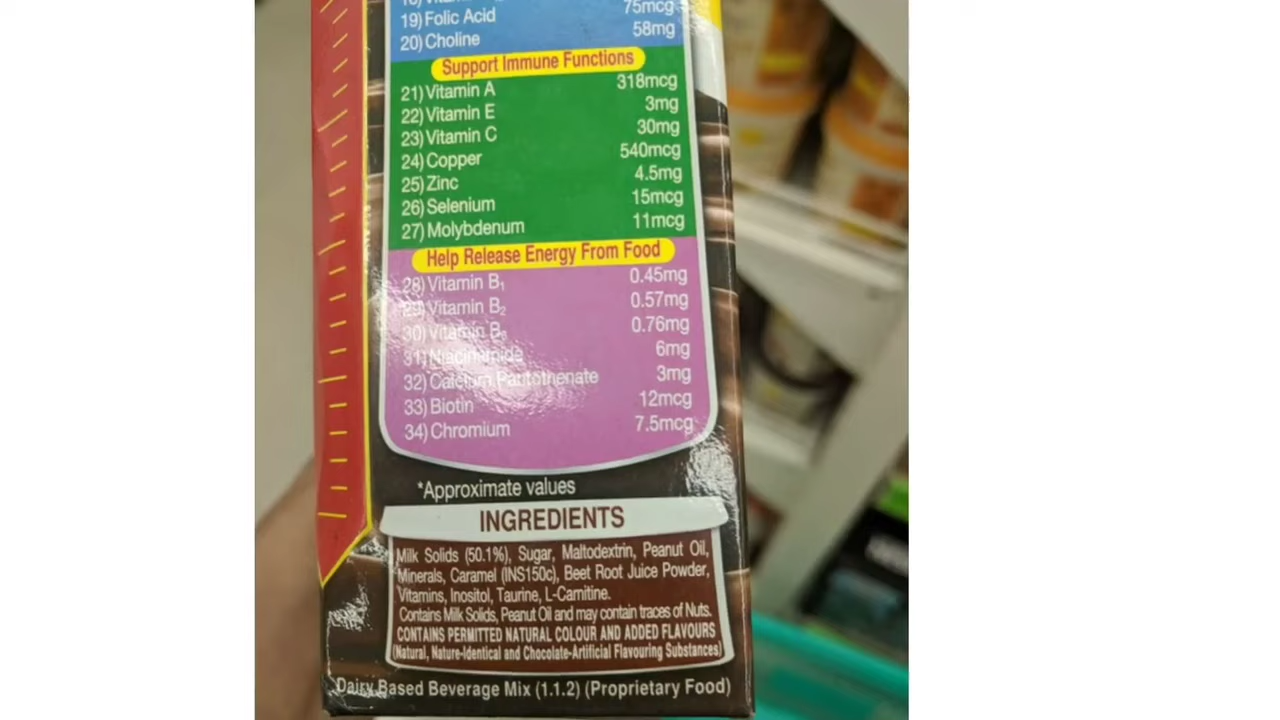 75mcg
19) Folic Acid
58mg
20) Choline
Support Immune Functions
21) Vitamin A 318mcg
22) Vitamin E 3mg
23) Vitamin C 30mg
24) Copper 540mcg
25) Zinc 4.5mg
26) Selenium 15mcg
27) Molybdenum 11mcg
Help Release Energy From Food
28) Vitamin B₁ 0.45mg
29) Vitamin B₂ 0.57mg
30) Vitamin B₆ 0.76mg
31) Niacinamide 6mg
32) Calcium Pantothenate 3mg
33) Biotin 12mcg
34) Chromium 7.5mcg
*Approximate values
INGREDIENTS
Milk Solids (50.1%), Sugar, Maltodextrin, Peanut Oil,
Minerals, Caramel (INS150c), Beet Root Juice Powder,
Vitamins, Inositol, Taurine, L-Carnitine.
Contains Milk Solids, Peanut Oil and may contain traces of Nuts.
CONTAINS PERMITTED NATURAL COLOUR AND ADDED FLAVOURS
(Natural, Nature-Identical and Chocolate-Artificial Flavouring Substances)
Dairy Based Beverage Mix (1.1.2) (Proprietary Food)